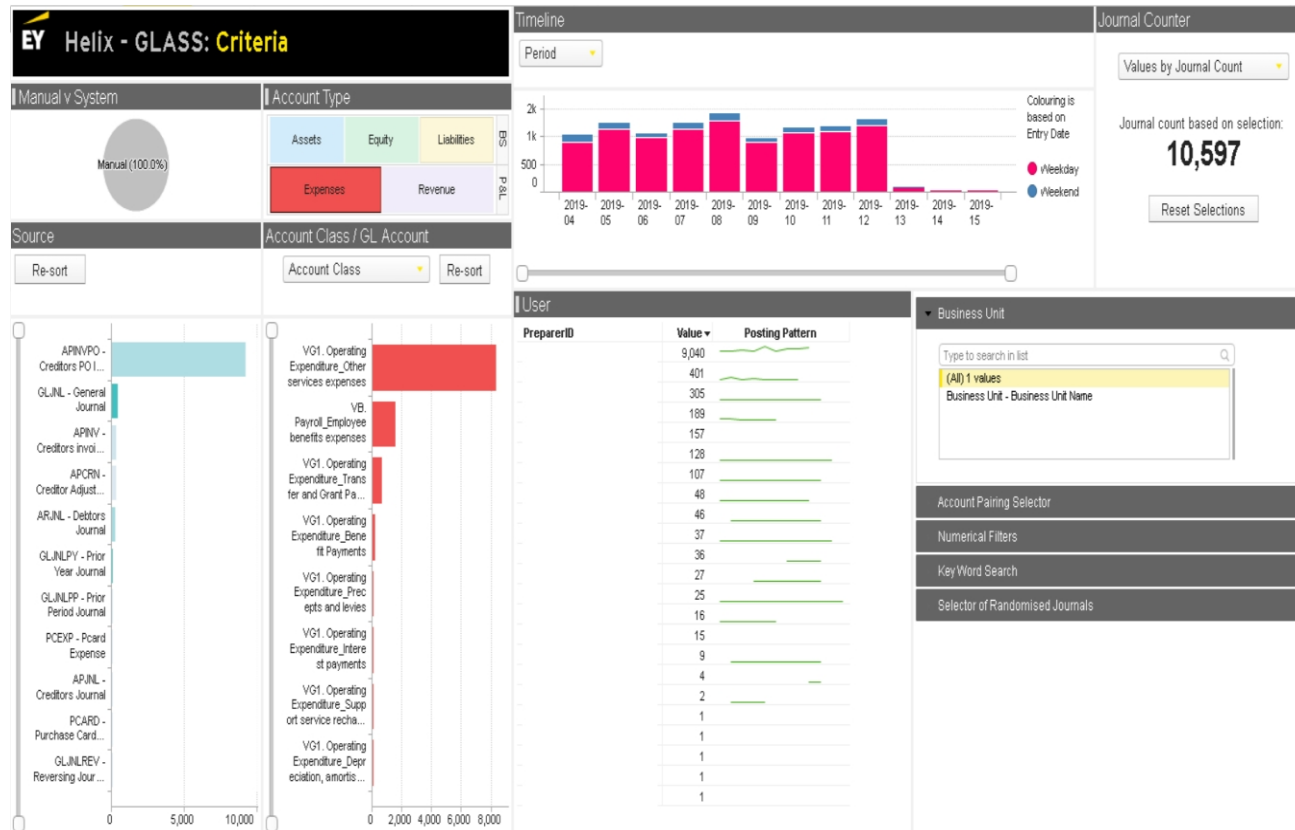 EY Helix - GLASS: Criteria
Manual v System
Manual (100.0%)
Account Type
Assets
Equity
Liabilities
BS
Expenses
Revenue
P&L
Timeline
Period
2k
1k
500
0
2019-
04
2019-
05
2019-
06
2019-
07
2019-
08
2019-
09
2019-
10
2019-
11
2019-
12
2019-
13
2019-
14
2019-
15
Colouring is
based on
Entry Date
Weekday
Weekend
Journal Counter
Values by Journal Count
Journal count based on selection:
10,597
Reset Selections
Source
Re-sort
APINVPO -
Creditors PO I...
GLJNL - General
Journal
APINV -
Creditors invoi...
APCRN -
Creditor Adjust...
ARJNL - Debtors
Journal
GLJNLPY - Prior
Year Journal
GLJNLPP - Prior
Period Journal
PCEXP - Pcard
Expense
APJNL -
Creditors Journal
PCARD -
Purchase Card...
GLJNLREV -
Reversing Jour...
0
5,000
10,000
Account Class / GL Account
Account Class
Re-sort
VG1. Operating
Expenditure_Other
services expenses
VB.
Payroll_Employee
benefits expenses
VG1. Operating
Expenditure_Trans
fer and Grant Pa...
VG1. Operating
Expenditure_Bene
fit Payments
VG1. Operating
Expenditure_Prec
epts and levies
VG1. Operating
Expenditure_Intere
st payments
VG1. Operating
Expenditure_Supp
ort service recha...
VG1. Operating
Expenditure_Depr
eciation, amortis...
0
2,000
4,000
6,000
8,000
User
PreparerID
Value
Posting Pattern
9,040
401
305
189
157
128
107
48
46
37
36
27
25
16
15
9
4
2
1
1
1
1
1
Business Unit
Type to search in list
(All) 1 values
Business Unit - Business Unit Name
Account Pairing Selector
Numerical Filters
Key Word Search
Selector of Randomised Journals